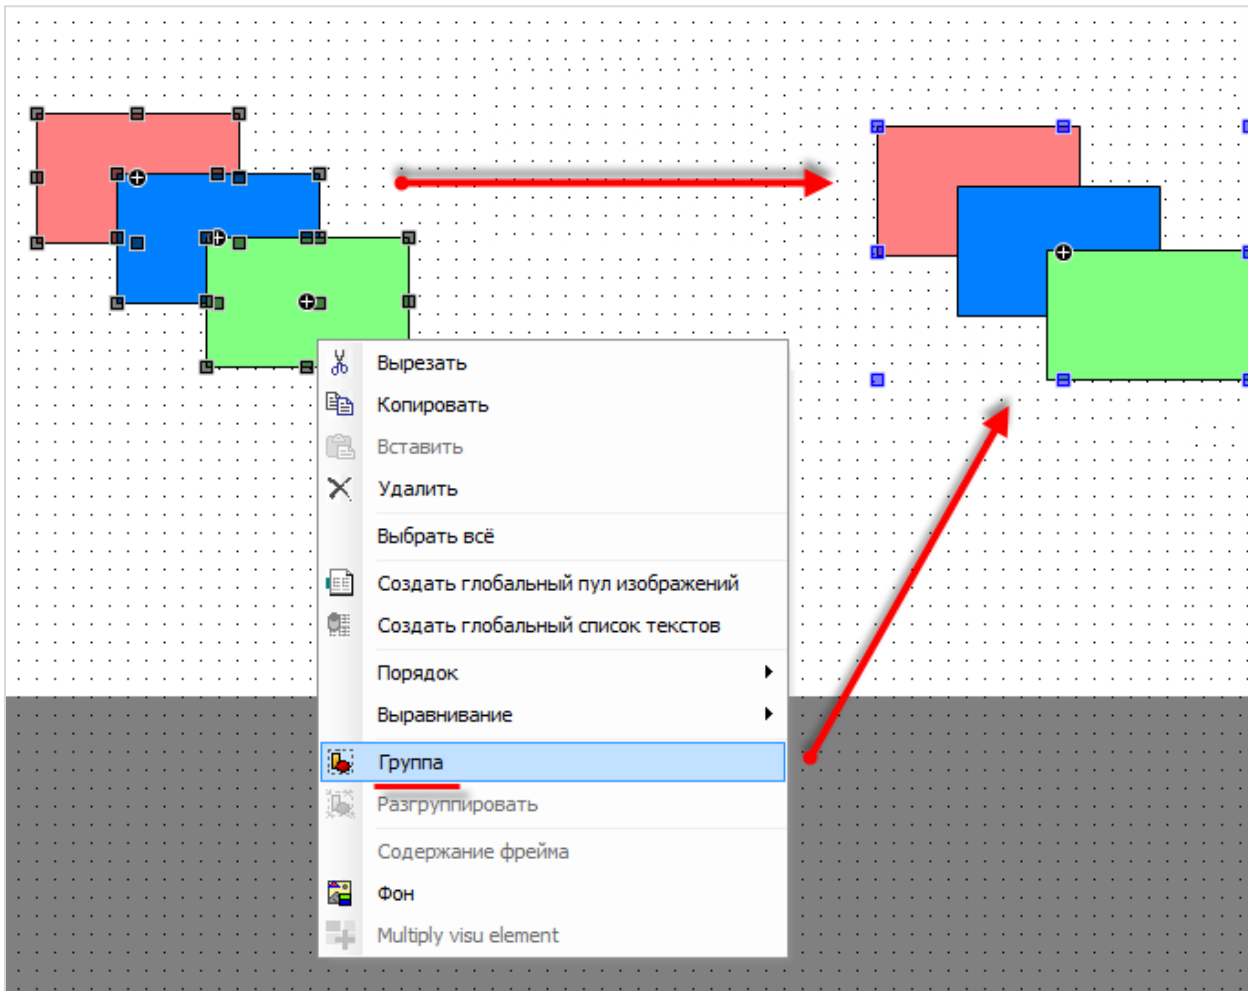 Вырезать
Копировать
Вставить
Удалить
Выбрать всё
Создать глобальный пул изображений
Создать глобальный список текстов
Порядок
Выравнивание
Группа
Разгруппировать
Содержание фрейма
Фон
Multiply visu element